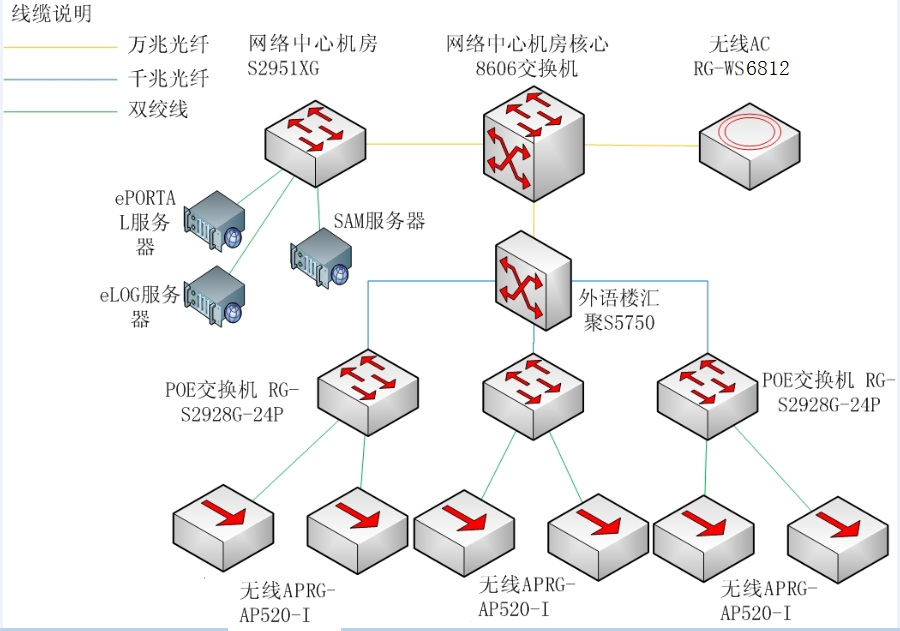 线缆说明
万兆光纤
千兆光纤
双绞线
网络中心机房
S2951XG
网络中心机房核心
8606交换机
无线AC
RG-WS6812
ePORTA
L服务
器
SAM服务器
eLOG服务
器
外语楼汇
聚S5750
POE交换机 RG-
S2928G-24P
POE交换机 RG-
S2928G-24P
无线APRG-
AP520-I
无线APRG-
AP520-I
无线APRG-
AP520-I